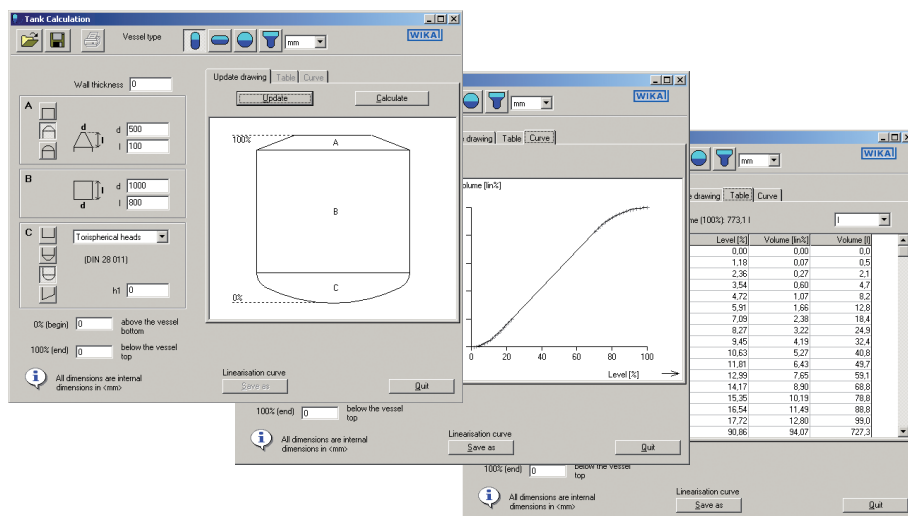 Tank Calculation
Vessel type
mm
WIKA
Wall thickness 0
Update drawing Table Curve
Update Calculate
A
d
l
d 500
l 100
B
d
l
d 1000
l 800
C
Torispherical heads
(DIN 28 011)
h1 0
0% (begin) 0 above the vessel
bottom
100% (end) 0 below the vessel
top
All dimensions are internal
dimensions in <mm>
100%
A
B
C
0%
Linearisation curve
Save as
Quit
mm
WIKA
drawing Table Curve
volume [lin%]
0 20 40 60 80 100
Level [%]
100% (end) 0 below the vessel
top
All dimensions are internal
dimensions in <mm>
Linearisation curve
Save as
Quit
mm
WIKA
drawing Table Curve
me (100%): 773,1 l
l
Level [%] Volume [lin%] Volume [l]
0,00 0,00 0,0
1,18 0,07 0,5
2,36 0,27 2,1
3,54 0,60 4,7
4,72 1,07 8,2
5,91 1,66 12,8
7,09 2,38 18,4
8,27 3,22 24,9
9,45 4,19 32,4
10,63 5,27 40,8
11,81 6,43 49,7
12,99 7,65 59,1
14,17 8,90 68,8
15,35 10,19 78,8
16,54 11,49 88,8
17,72 12,80 99,0
90,86 94,07 727,3
100% (end) 0 below the vessel
top
All dimensions are internal
dimensions in <mm>
Linearisation curve
Save as
Quit